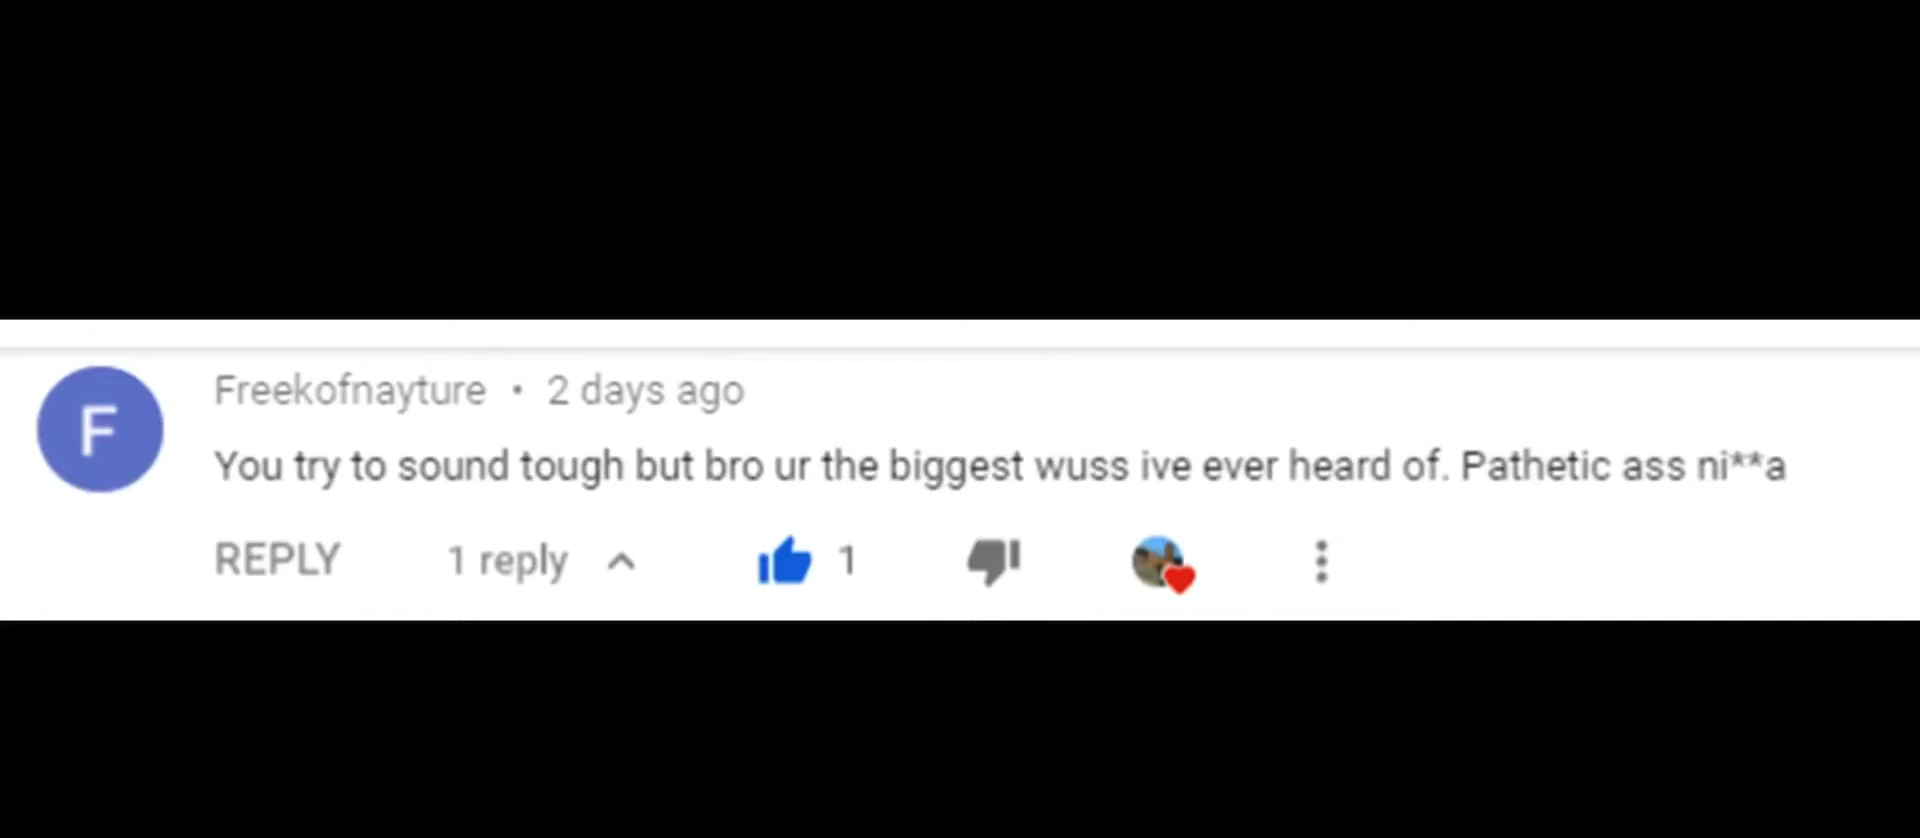 F
Freekofnayture • 2 days ago
You try to sound tough but bro ur the biggest wuss ive ever heard of. Pathetic ass ni**a
REPLY 1 reply 1